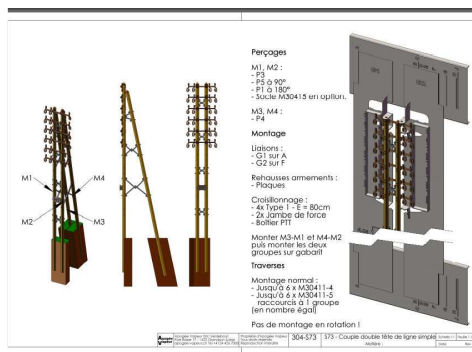 Perçages
M1, M2 :
- P3
- P5 à 90°
- P1 à 180°
- Socle M30415 en option.
M3, M4 :
- P4
Montage
Liaisons :
- G1 sur A
- G2 sur F
Rehausses armements :
- Plaques
Croisillonnage :
- 4x Type 1 - E = 80cm
- 2x Jambe de force
- Boîtier PTT
Monter M3-M1 et M4-M2
puis monter les deux
groupes sur gabarit
Traverses
Montage normal :
- Jusqu'à 6 x M30411-4
- Jusqu'à 6 x M30411-5
raccourcis à 1 groupe
(en nombre égal)
Pas de montage en rotation !
M1
M4
M2
M3
304-573
573 - Couple double tête de ligne simple
Matière :